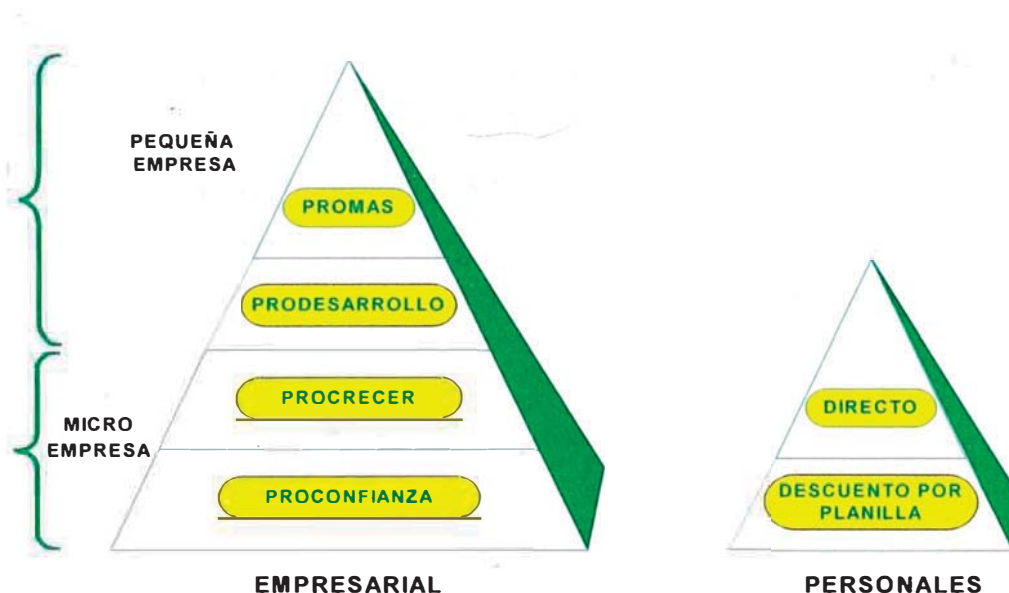 PEQUEÑA
EMPRESA
PROMAS
PRODESARROLLO
PROCRECER
MICRO
EMPRESA
PROCONFIANZA
EMPRESARIAL
DIRECTO
DESCUENTO POR
PLANILLA
PERSONALES